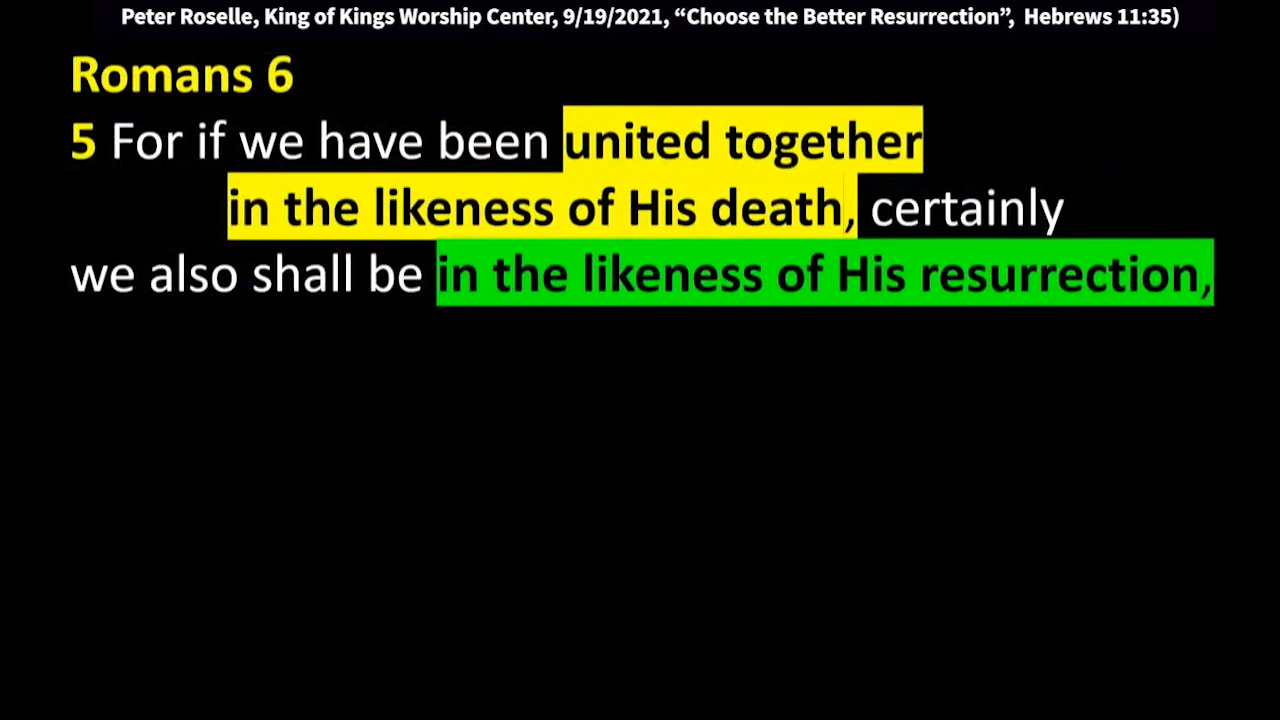 Peter Roselle, King of Kings Worship Center, 9/19/2021, “Choose the Better Resurrection”, Hebrews 11:35)
Romans 6
5 For if we have been united together
in the likeness of His death, certainly
we also shall be in the likeness of His resurrection,